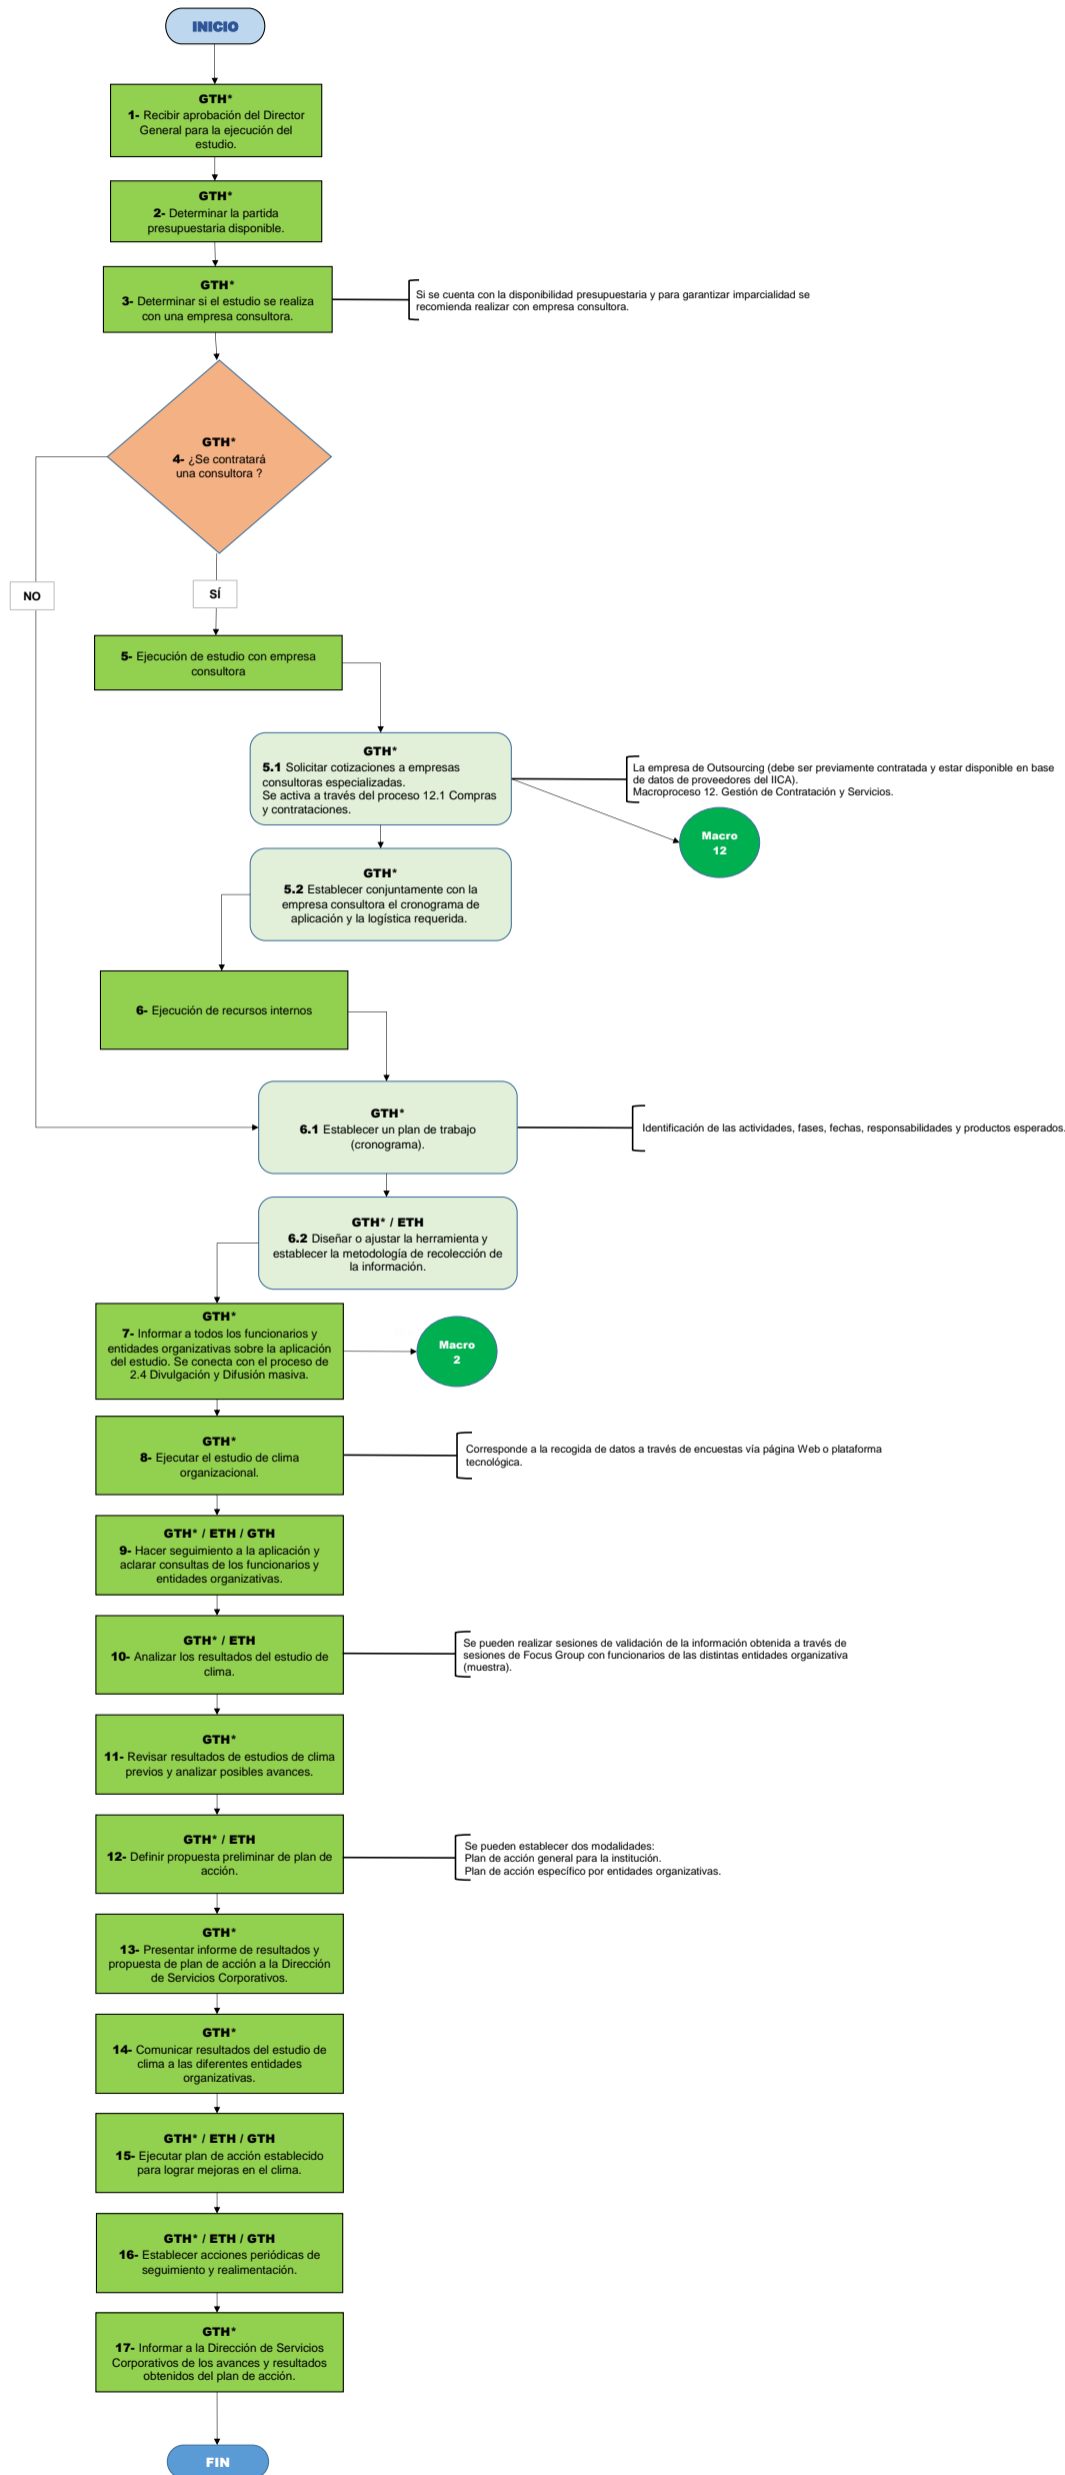 INICIO
GTH*
1- Recibir aprobación del Director
General para la ejecución del
estudio.
GTH*
2- Determinar la partida
presupuestaria disponible.
GTH*
3- Determinar si el estudio se realiza
con una empresa consultora.
Si se cuenta con la disponibilidad presupuestaria y para garantizar imparcialidad se
recomienda realizar con empresa consultora.
GTH*
4- ¿Se contratará
una consultora ?
NO
SÍ
5- Ejecución de estudio con empresa
consultora
GTH*
5.1 Solicitar cotizaciones a empresas
consultoras especializadas.
Se activa a través del proceso 12.1 Compras
y contrataciones.
La empresa de Outsourcing (debe ser previamente contratada y estar disponible en base
de datos de proveedores del IICA).
Macroproceso 12. Gestión de Contratación y Servicios.
Macro
12
GTH*
5.2 Establecer conjuntamente con la
empresa consultora el cronograma de
aplicación y la logística requerida.
6- Ejecución de recursos internos
GTH*
6.1 Establecer un plan de trabajo
(cronograma).
Identificación de las actividades, fases, fechas, responsabilidades y productos esperados.
GTH* / ETH
6.2 Diseñar o ajustar la herramienta y
establecer la metodología de recolección de
la información.
GTH*
7- Informar a todos los funcionarios y
entidades organizativas sobre la aplicación
del estudio. Se conecta con el proceso de
2.4 Divulgación y Difusión masiva.
Macro
2
GTH*
8- Ejecutar el estudio de clima
organizacional.
Corresponde a la recogida de datos a través de encuestas vía página Web o plataforma
tecnológica.
GTH* / ETH / GTH
9- Hacer seguimiento a la aplicación y
aclarar consultas de los funcionarios y
entidades organizativas.
GTH* / ETH
10- Analizar los resultados del estudio de
clima.
Se pueden realizar sesiones de validación de la información obtenida a través de
sesiones de Focus Group con funcionarios de las distintas entidades organizativa
(muestra).
GTH*
11- Revisar resultados de estudios de clima
previos y analizar posibles avances.
GTH* / ETH
12- Definir propuesta preliminar de plan de
acción.
Se pueden establecer dos modalidades:
Plan de acción general para la institución.
Plan de acción específico por entidades organizativas.
GTH*
13- Presentar informe de resultados y
propuesta de plan de acción a la Dirección
de Servicios Corporativos.
GTH*
14- Comunicar resultados del estudio de
clima a las diferentes entidades
organizativas.
GTH* / ETH / GTH
15- Ejecutar plan de acción establecido
para lograr mejoras en el clima.
GTH* / ETH / GTH
16- Establecer acciones periódicas de
seguimiento y realimentación.
GTH*
17- Informar a la Dirección de Servicios
Corporativos de los avances y resultados
obtenidos del plan de acción.
FIN